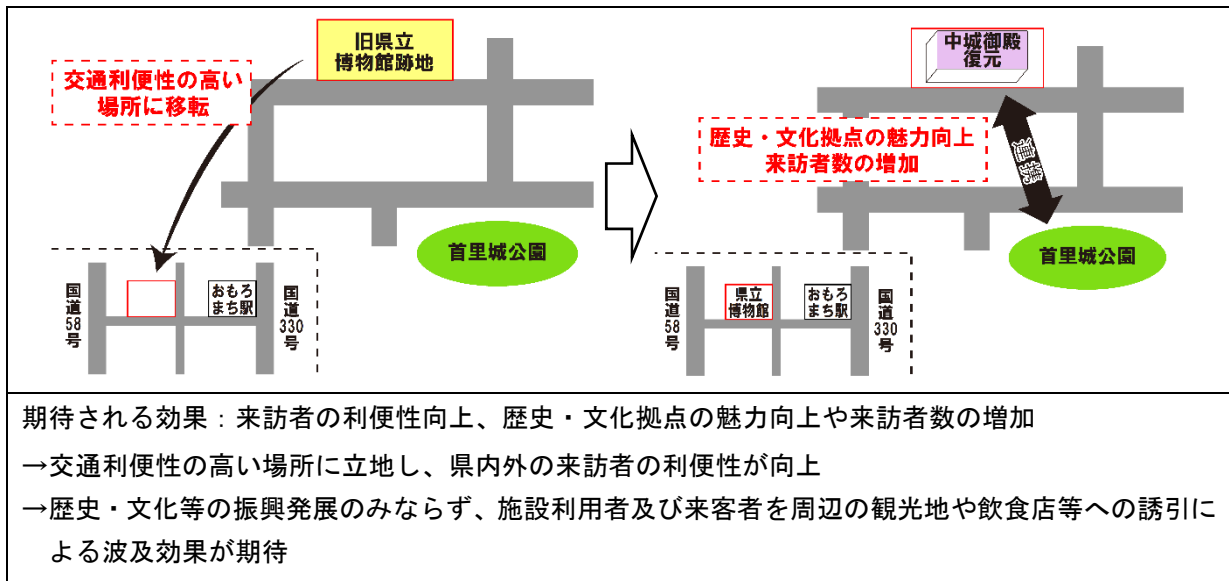 旧県立
博物館跡地
交通利便性の高い
場所に移転
首里城公園
国道58号
おもろ
まち駅
国道330号
中城御殿
復元
歴史・文化拠点の魅力向上
来訪者数の増加
連携
首里城公園
国道58号
県立
博物館
おもろ
まち駅
国道330号
期待される効果：来訪者の利便性向上、歴史・文化拠点の魅力向上や来訪者数の増加
→交通利便性の高い場所に立地し、県内外の来訪者の利便性が向上
→歴史・文化等の振興発展のみならず、施設利用者及び来客者を周辺の観光地や飲食店等への誘引に
よる波及効果が期待